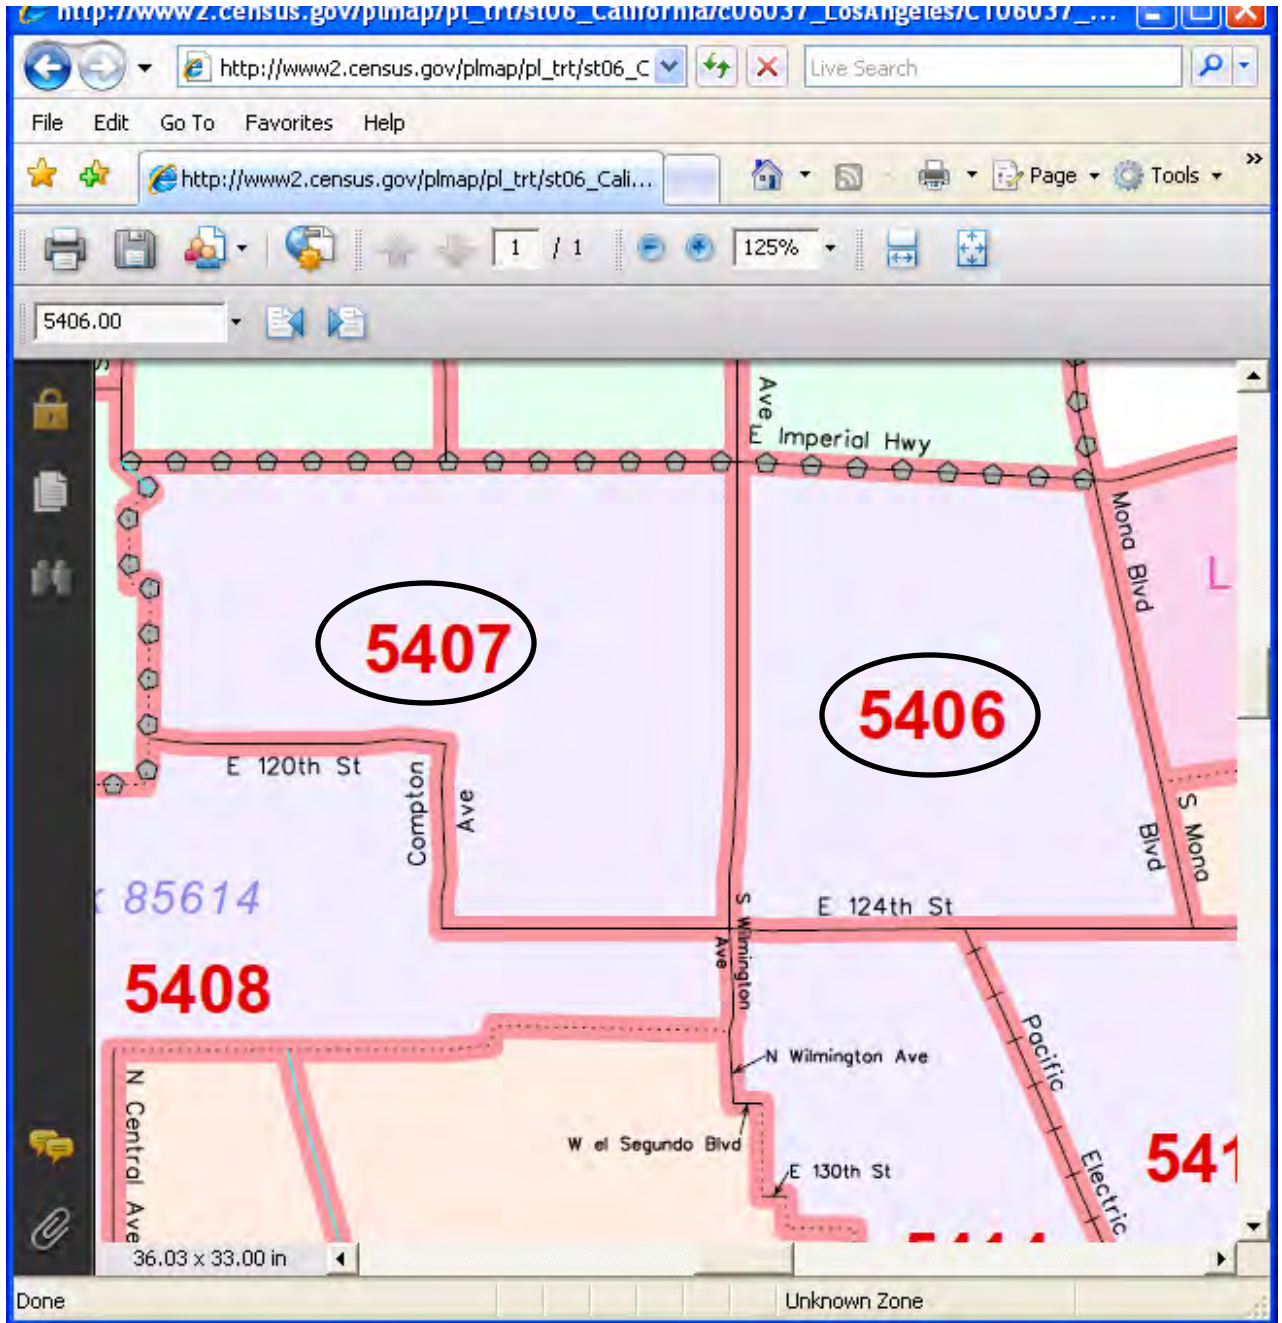 http://www2.census.gov/plmap/pl_trt/st06_California/c06037_LosAngeles/CT06037_...
http://www2.census.gov/plmap/pl_trt/st06_C
Live Search
File Edit Go To Favorites Help
http://www2.census.gov/plmap/pl_trt/st06_Cali...
Page Tools »
1 / 1 125%
5406.00
S
Ave
E Imperial Hwy
Mona Blvd
L
5407
5406
E 120th St
Compton
Ave
S Mona
Blvd
85614
E 124th St
S Wilmington
Ave
5408
Pacific
Electric
N Wilmington Ave
N Central Ave
W el Segundo Blvd
E 130th St
541
36.03 x 33.00 in
Done
Unknown Zone